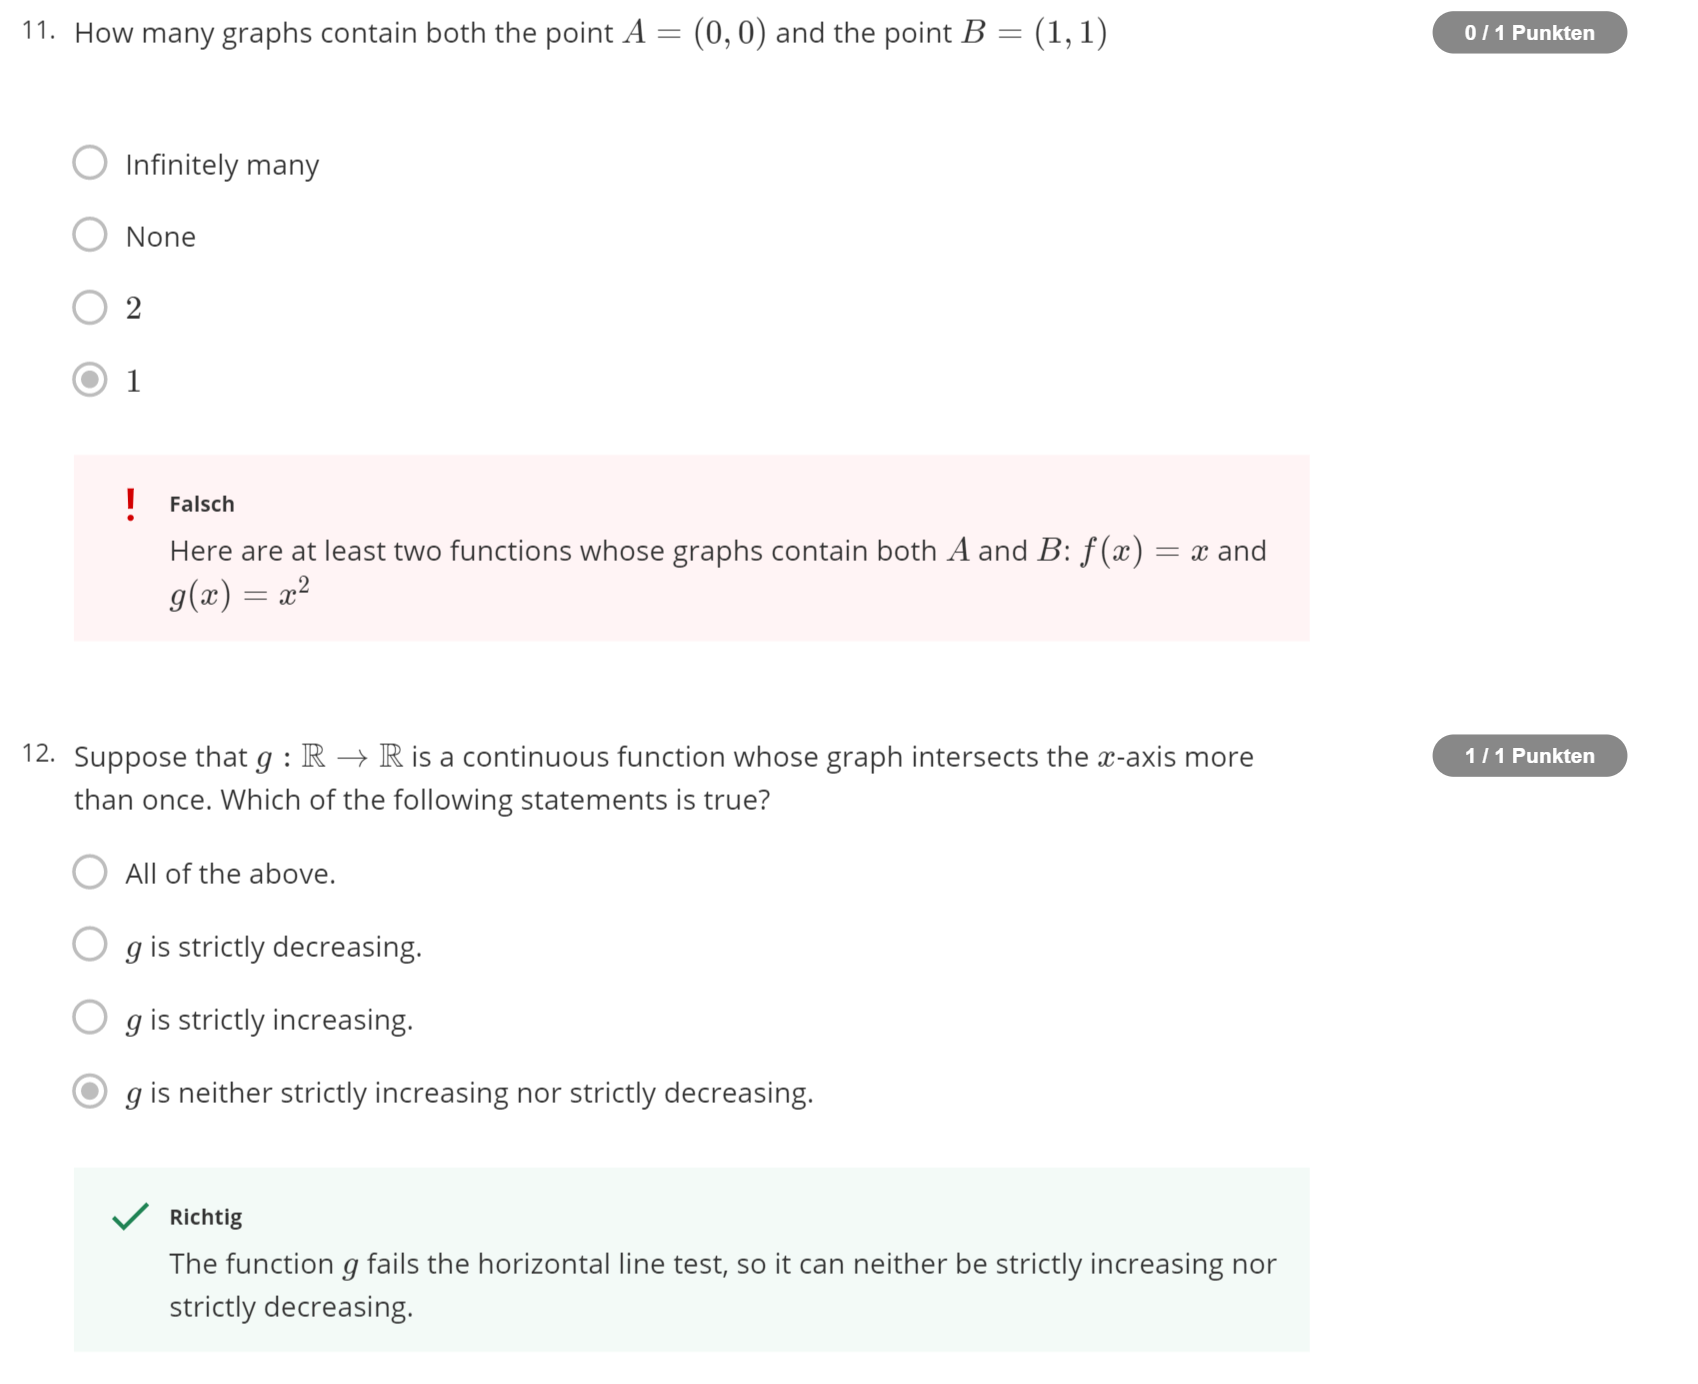 11. How many graphs contain both the point A = (0, 0) and the point B = (1, 1)
0 / 1 Punkten
Infinitely many
None
2
1
! Falsch
Here are at least two functions whose graphs contain both A and B: f(x) = x and
g(x) = x²
12. Suppose that g : ℝ → ℝ is a continuous function whose graph intersects the x-axis more
1 / 1 Punkten
than once. Which of the following statements is true?
All of the above.
g is strictly decreasing.
g is strictly increasing.
g is neither strictly increasing nor strictly decreasing.
Richtig
The function g fails the horizontal line test, so it can neither be strictly increasing nor
strictly decreasing.